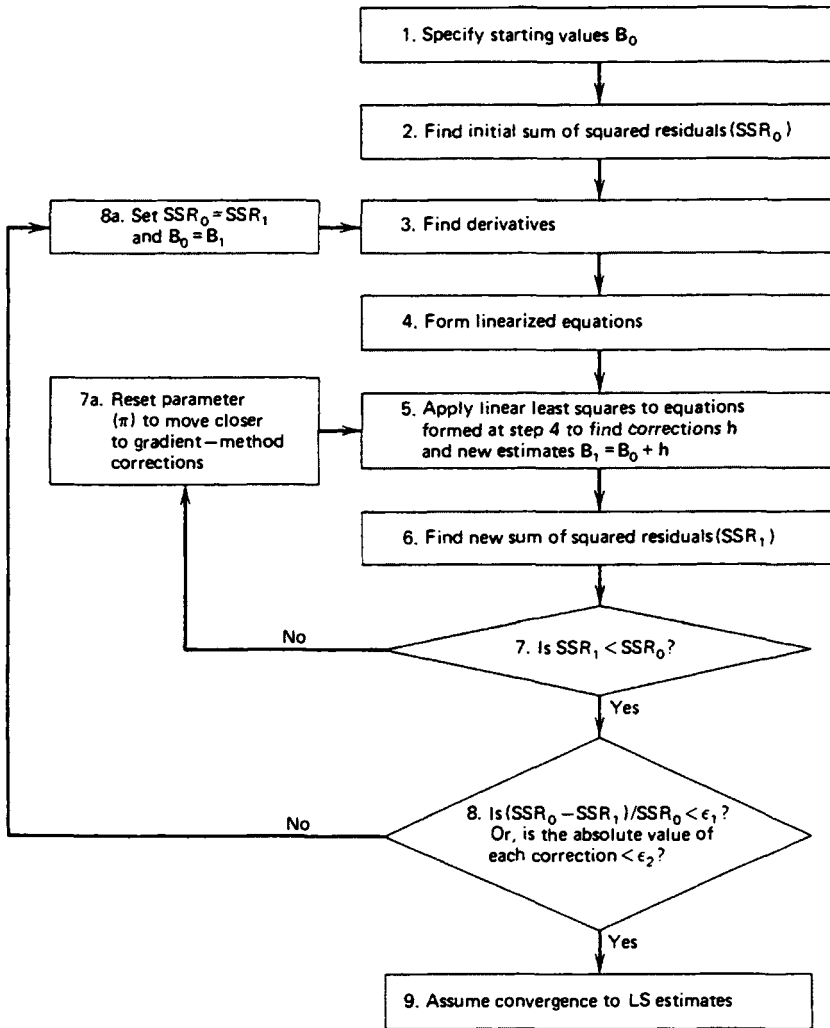 1. Specify starting values B₀
2. Find initial sum of squared residuals (SSR₀)
8a. Set SSR₀ = SSR₁
and B₀ = B₁
3. Find derivatives
4. Form linearized equations
7a. Reset parameter
(π) to move closer
to gradient–method
corrections
5. Apply linear least squares to equations
formed at step 4 to find corrections h
and new estimates B₁ = B₀ + h
6. Find new sum of squared residuals (SSR₁)
No
7. Is SSR₁ < SSR₀?
Yes
No
8. Is (SSR₀ – SSR₁)/SSR₀ < ϵ₁?
Or, is the absolute value of
each correction < ϵ₂?
Yes
9. Assume convergence to LS estimates